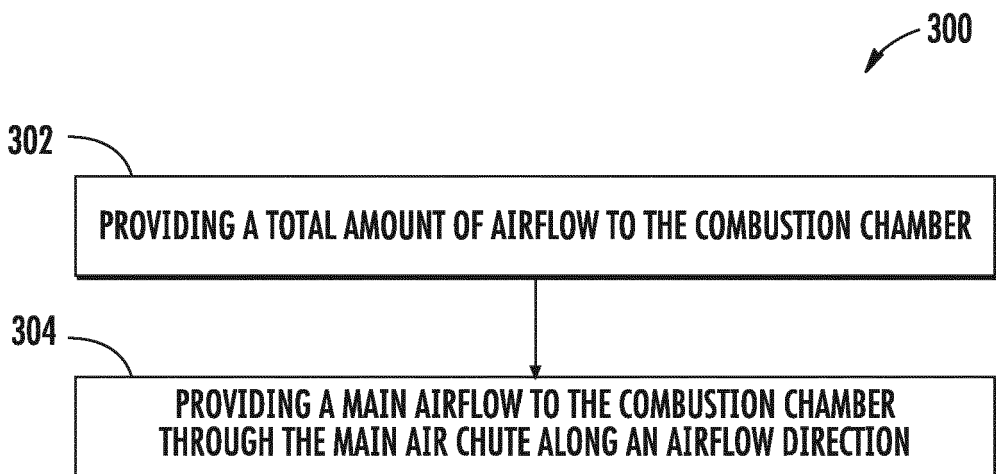 300
302
PROVIDING A TOTAL AMOUNT OF AIRFLOW TO THE COMBUSTION CHAMBER
304
PROVIDING A MAIN AIRFLOW TO THE COMBUSTION CHAMBER
THROUGH THE MAIN AIR CHUTE ALONG AN AIRFLOW DIRECTION